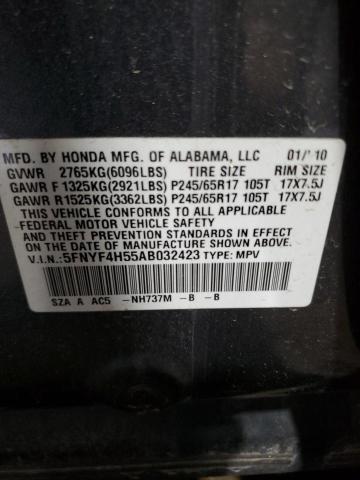 MFD. BY HONDA MFG. OF ALABAMA, LLC 01/'10
GVWR 2765KG(6096LBS) TIRE SIZE RIM SIZE
GAWR F 1325KG(2921LBS) P245/65R17 105T 17X7.5J
GAWR R1525KG(3362LBS) P245/65R17 105T 17X7.5J
THIS VEHICLE CONFORMS TO ALL APPLICABLE
FEDERAL MOTOR VEHICLE SAFETY
AND THEFT PREVENTION STANDARDS IN EFFECT
ON THE DATE OF MANUFACTURE SHOWN ABOVE.
V.I.N.:5FNYF4H55AB032423 TYPE: MPV
SZA A AC5 -NH737M -B -B